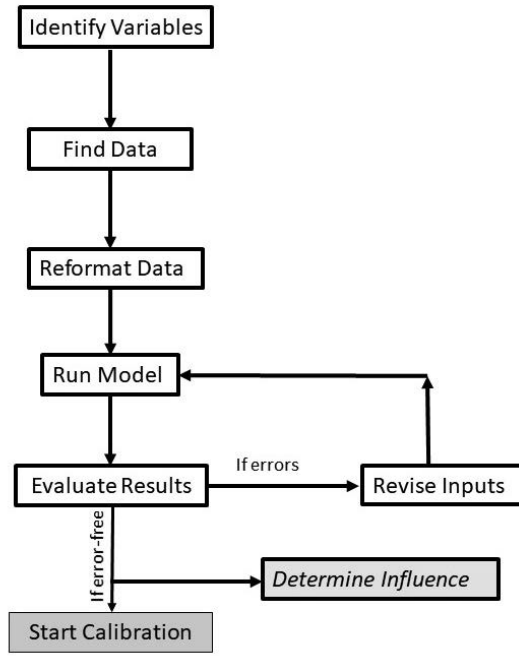 Identify Variables
Find Data
Reformat Data
Run Model
If errors
Evaluate Results
Revise Inputs
If error-free
Determine Influence
Start Calibration